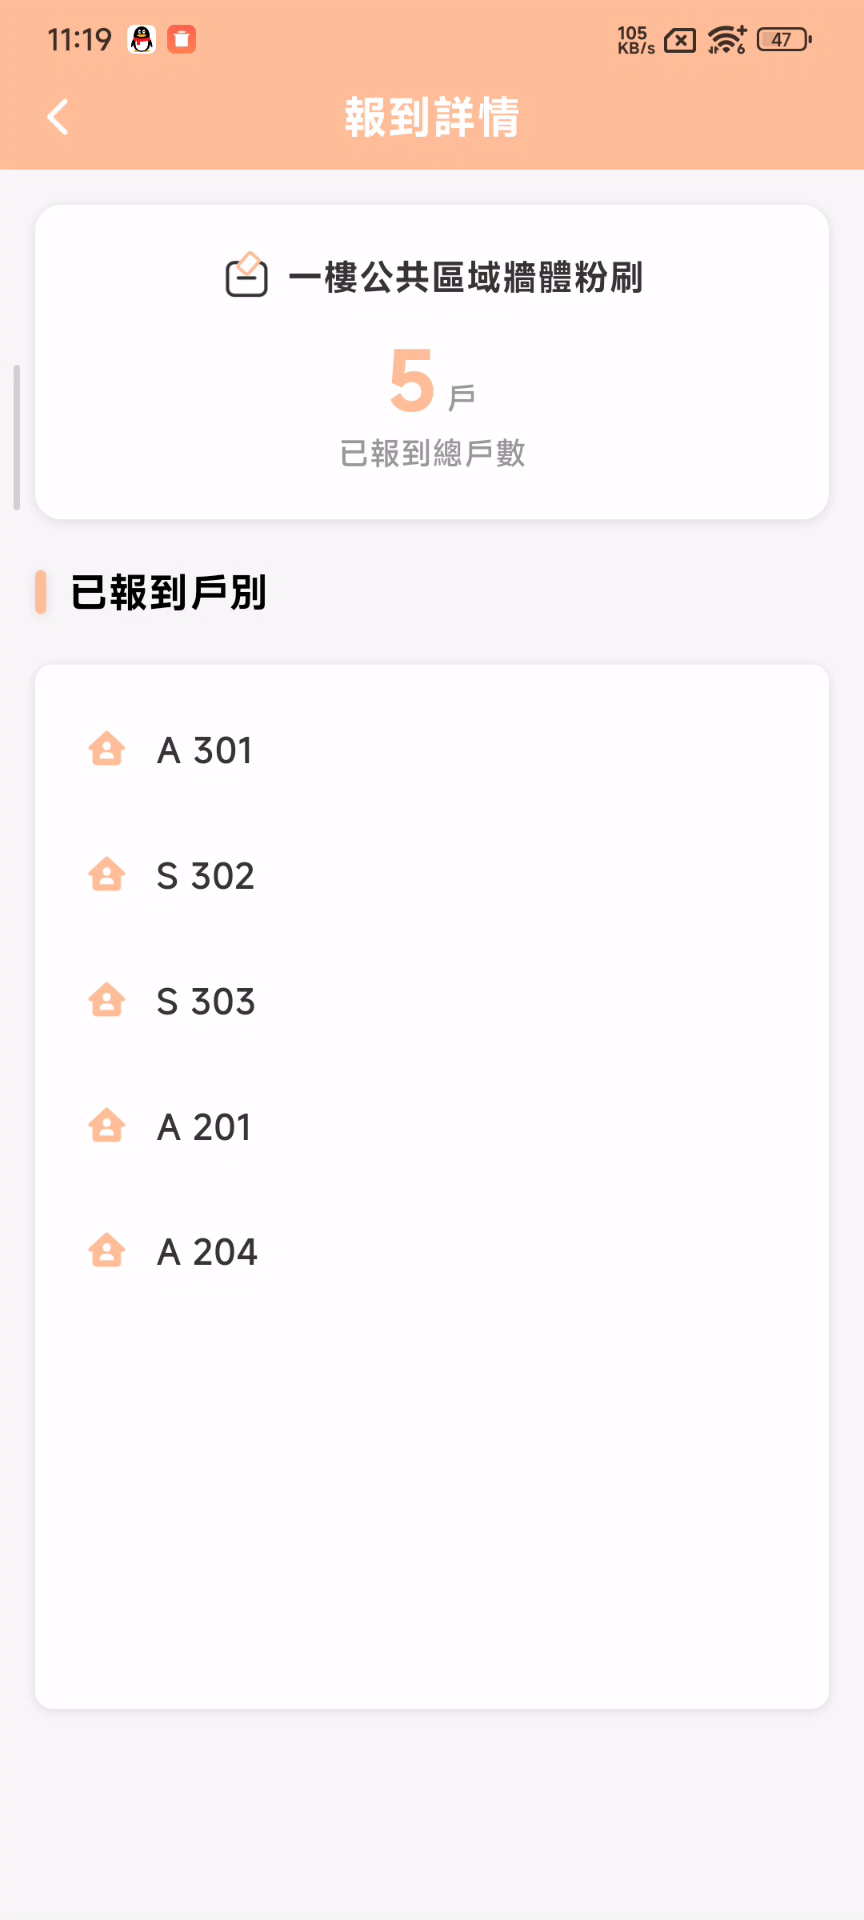 11:19 105 KB/s 6 47
報到詳情
一樓公共區域牆體粉刷
5 戶
已報到總戶數
已報到戶別
A 301
S 302
S 303
A 201
A 204